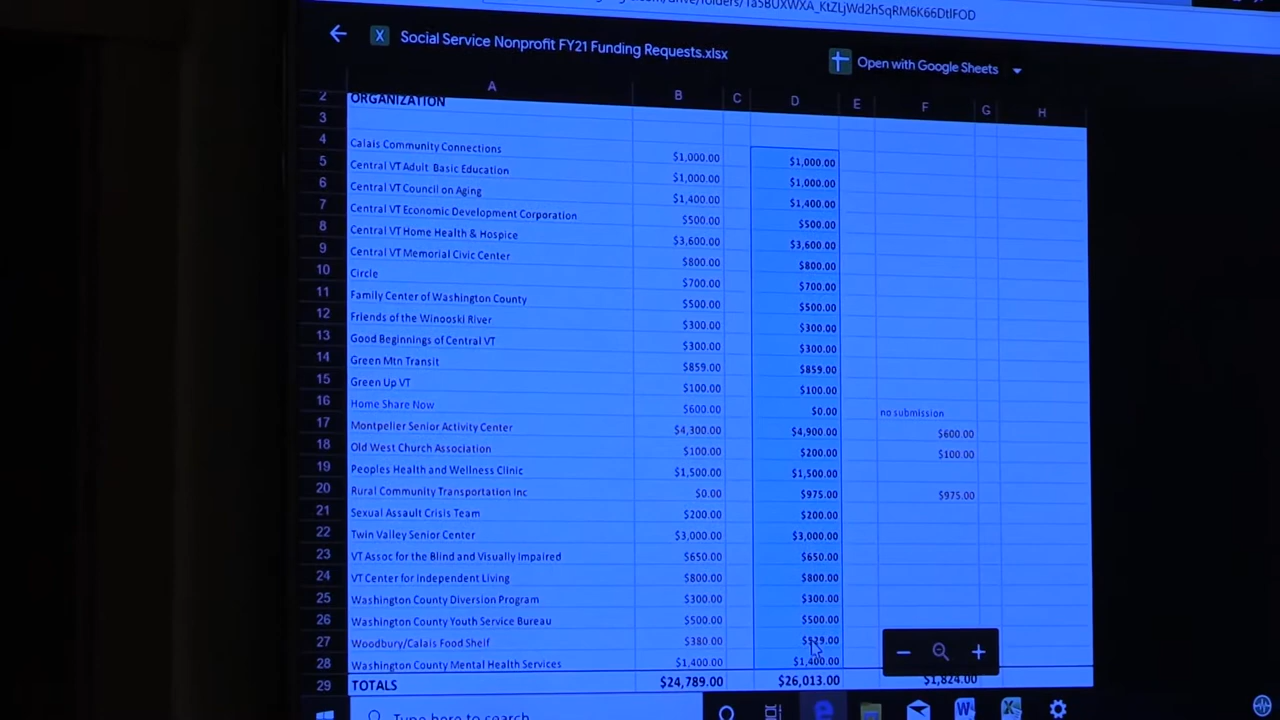 Social Service Nonprofit FY21 Funding Requests.xlsx
Open with Google Sheets
A B C D E F G H
2 ORGANIZATION
3
4 Calais Community Connections $1,000.00 $1,000.00
5 Central VT Adult Basic Education $1,000.00 $1,000.00
6 Central VT Council on Aging $1,400.00 $1,400.00
7 Central VT Economic Development Corporation $500.00 $500.00
8 Central VT Home Health & Hospice $3,600.00 $3,600.00
9 Central VT Memorial Civic Center $800.00 $800.00
10 Circle $700.00 $700.00
11 Family Center of Washington County $500.00 $500.00
12 Friends of the Winooski River $300.00 $300.00
13 Good Beginnings of Central VT $300.00 $300.00
14 Green Mtn Transit $859.00 $859.00
15 Green Up VT $100.00 $100.00
16 Home Share Now $600.00 $0.00 no submission
17 Montpelier Senior Activity Center $4,300.00 $4,900.00 $600.00
18 Old West Church Association $100.00 $200.00 $100.00
19 Peoples Health and Wellness Clinic $1,500.00 $1,500.00
20 Rural Community Transportation Inc $0.00 $975.00 $975.00
21 Sexual Assault Crisis Team $200.00 $200.00
22 Twin Valley Senior Center $3,000.00 $3,000.00
23 VT Assoc for the Blind and Visually Impaired $650.00 $650.00
24 VT Center for Independent Living $800.00 $800.00
25 Washington County Diversion Program $300.00 $300.00
26 Washington County Youth Service Bureau $500.00 $500.00
27 Woodbury/Calais Food Shelf $380.00
28 Washington County Mental Health Services $1,400.00 $1,400.00
29 TOTALS $24,789.00 $26,013.00 $1,824.00
Type here to search